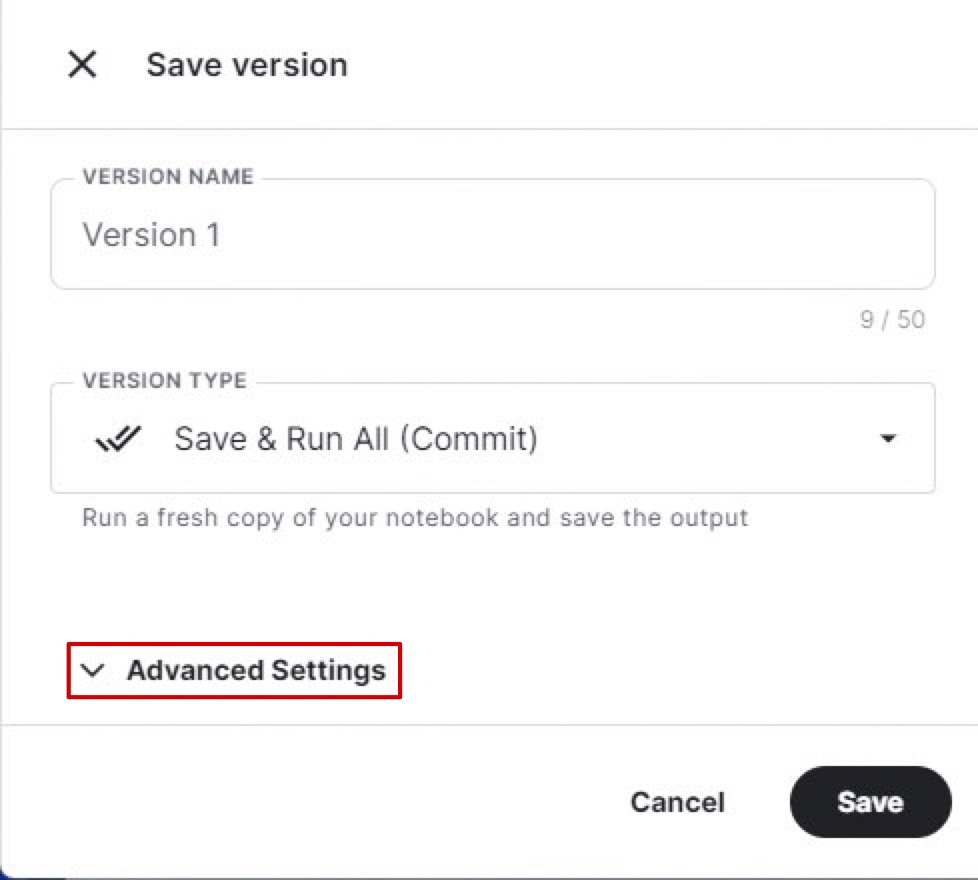 Save version
VERSION NAME
Version 1
9 / 50
VERSION TYPE
Save & Run All (Commit)
Run a fresh copy of your notebook and save the output
Advanced Settings
Cancel
Save